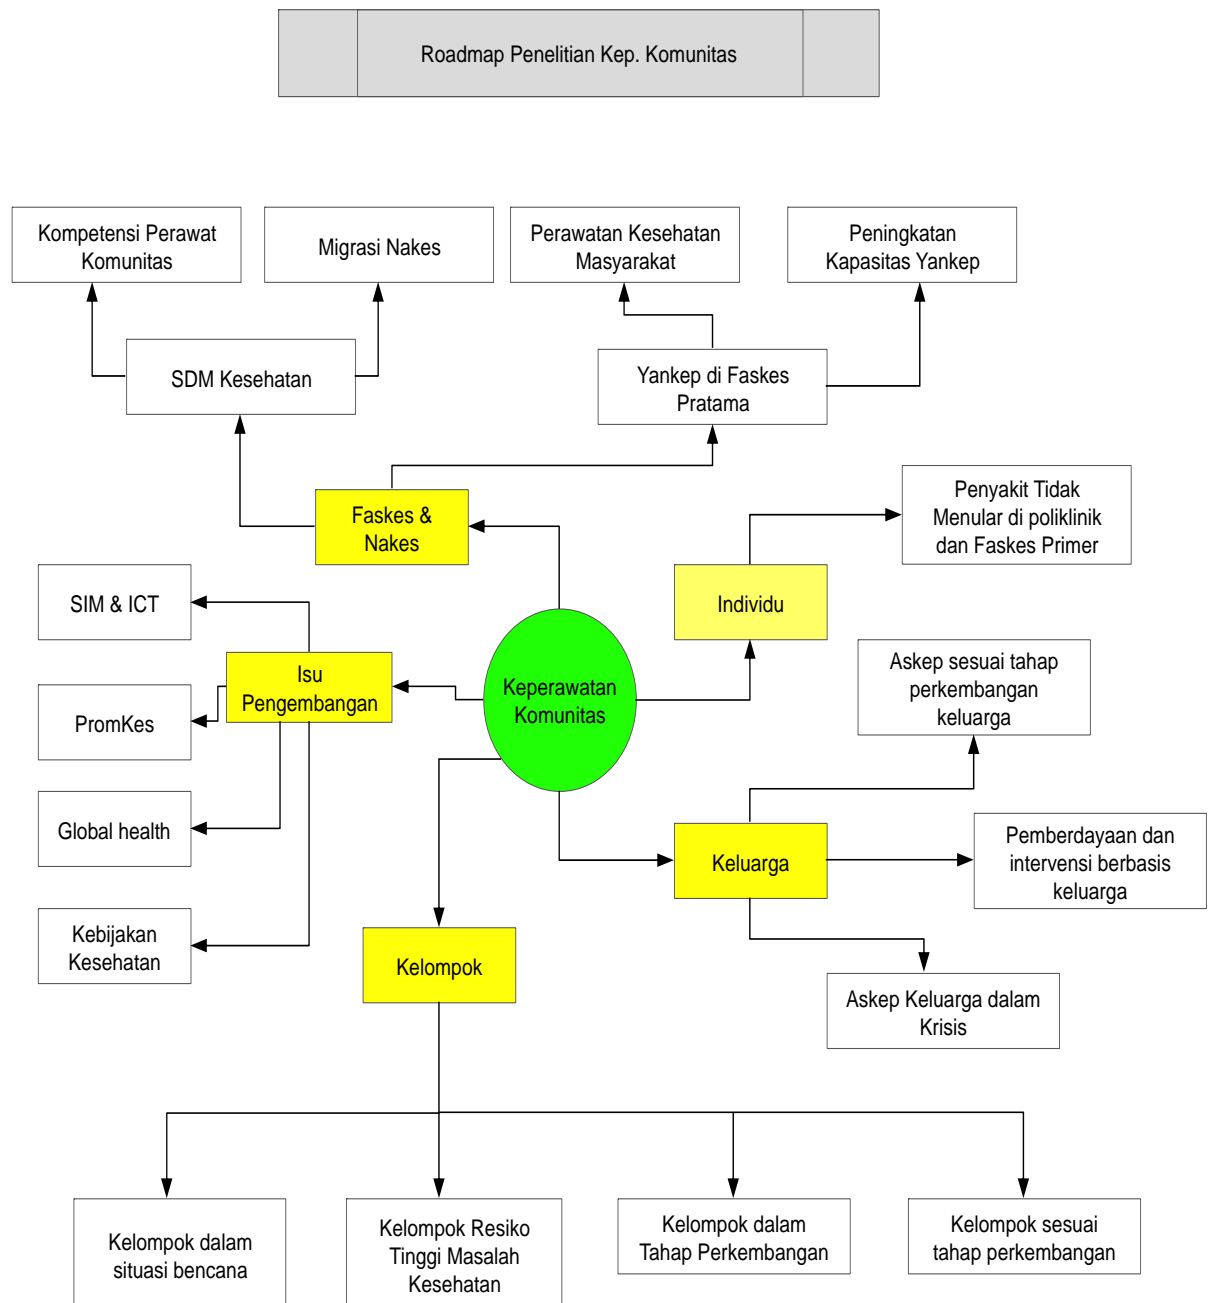 Roadmap Penelitian Kep. Komunitas
Kompetensi Perawat
Komunitas
Migrasi Nakes
Perawatan Kesehatan
Masyarakat
Peningkatan
Kapasitas Yankep
SDM Kesehatan
Yankep di Faskes
Pratama
Faskes &
Nakes
Penyakit Tidak
Menular di poliklinik
dan Faskes Primer
SIM & ICT
Individu
Isu
Pengembangan
Keperawatan
Komunitas
Askep sesuai tahap
perkembangan
keluarga
PromKes
Global health
Keluarga
Pemberdayaan dan
intervensi berbasis
keluarga
Kebijakan
Kesehatan
Kelompok
Askep Keluarga dalam
Krisis
Kelompok dalam
situasi bencana
Kelompok Resiko
Tinggi Masalah
Kesehatan
Kelompok dalam
Tahap Perkembangan
Kelompok sesuai
tahap perkembangan